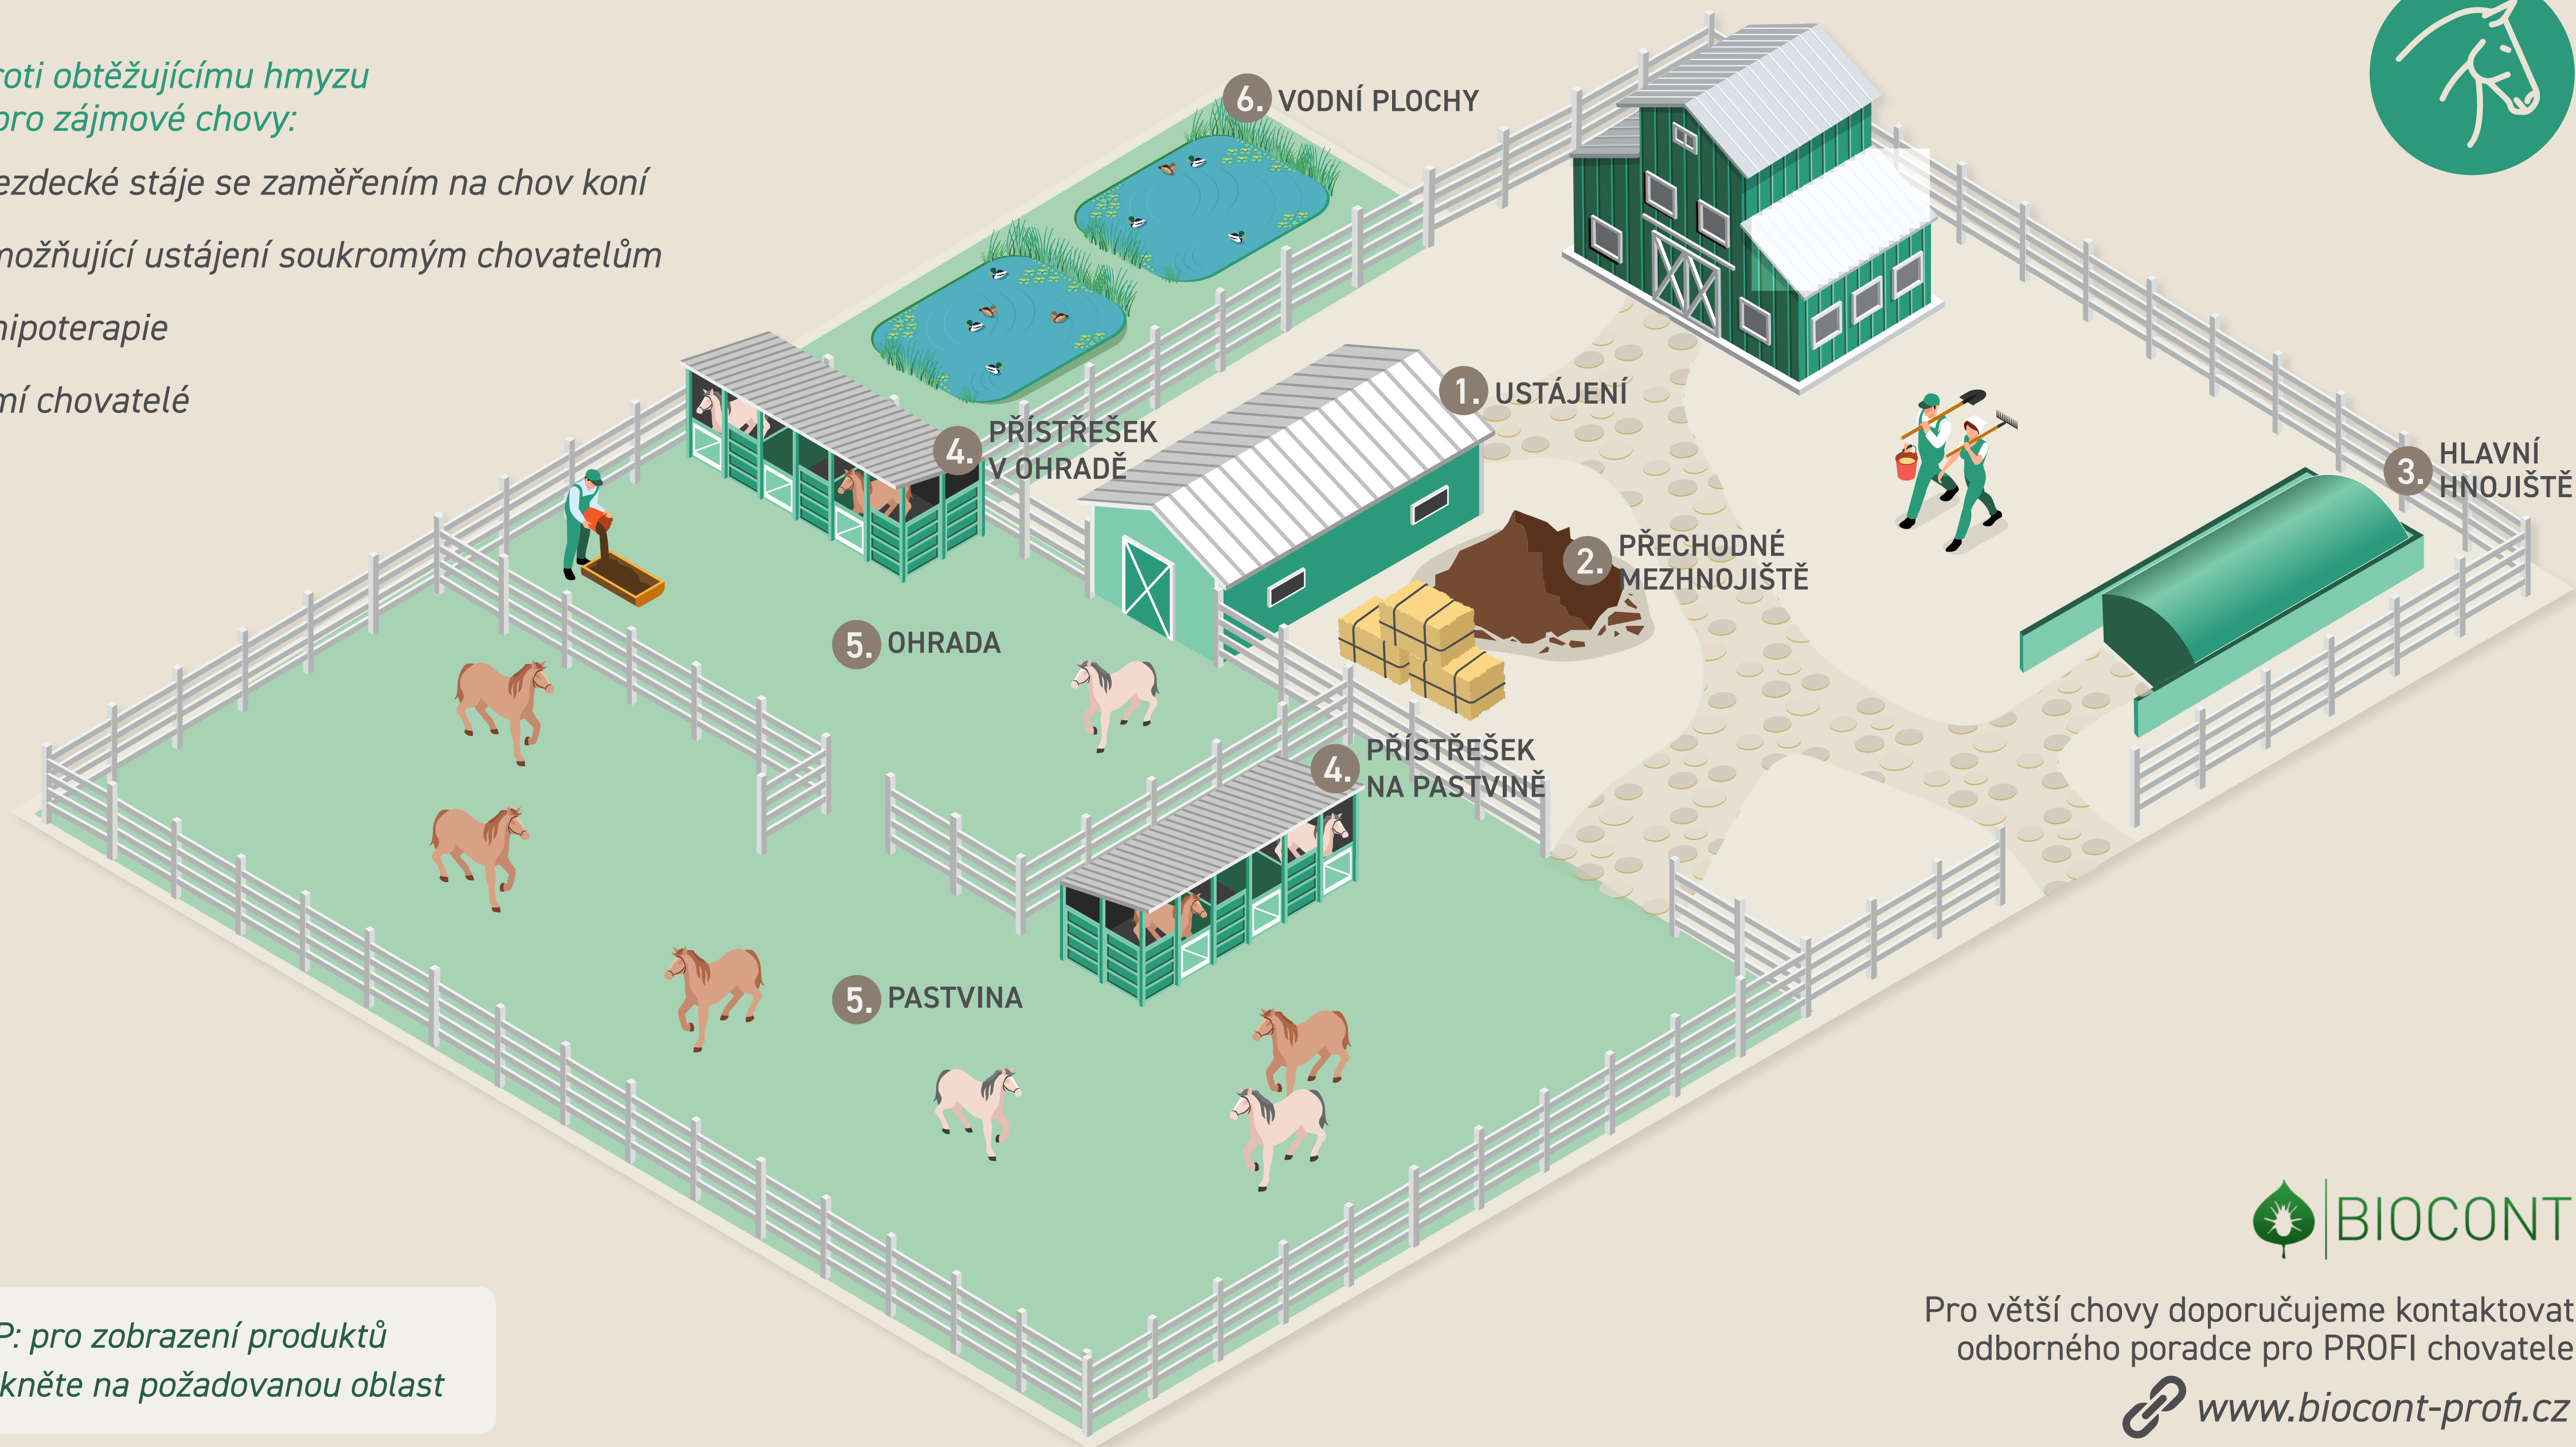 roti obtěžujícímu hmyzu
pro zájmové chovy:
ezdecké stáje se zaměřením na chov koní
možňující ustájení soukromým chovatelům
hipoterapie
mí chovatelé
6. VODNÍ PLOCHY
1. USTÁJENÍ
4. PŘÍSTŘEŠEK
V OHRADĚ
3. HLAVNÍ
HNOJIŠTĚ
2. PŘECHODNÉ
MEZHNOJIŠTĚ
5. OHRADA
4. PŘÍSTŘEŠEK
NA PASTVINĚ
5. PASTVINA
BIOCONT
P: pro zobrazení produktů
kněte na požadovanou oblast
Pro větší chovy doporučujeme kontaktovat
odborného poradce pro PROFI chovatele
www.biocont-profi.cz